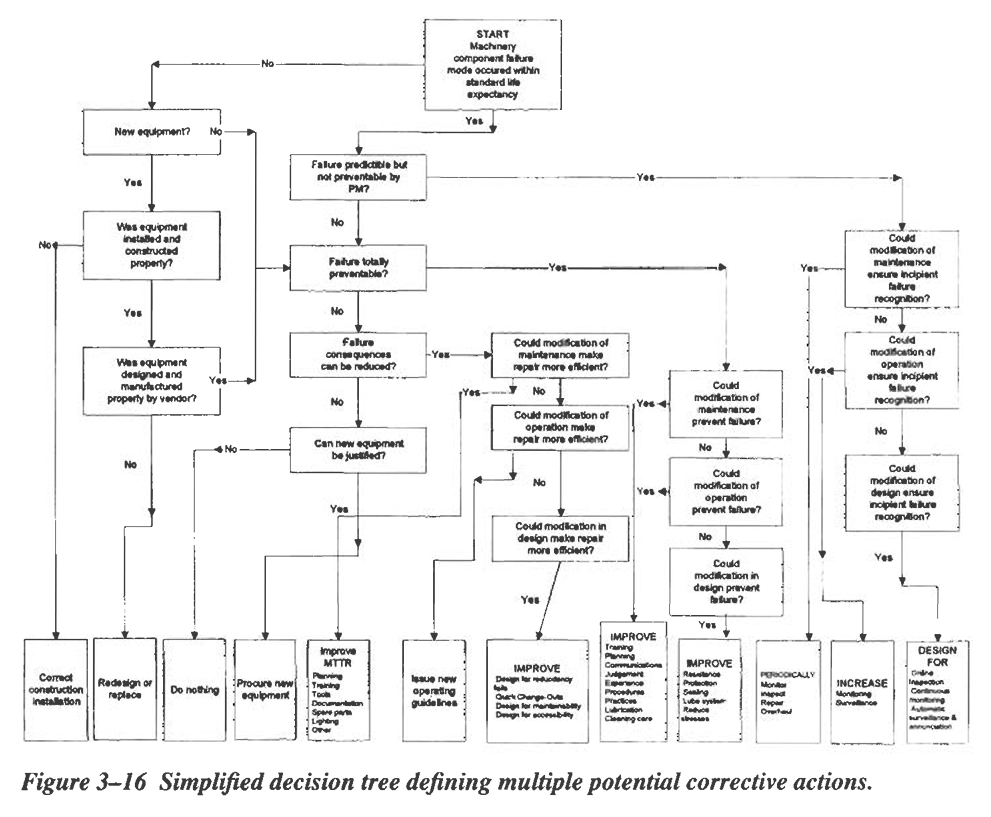 START
Machinery
component failure
mode occured within
standard life
expectancy
No
Yes
New equipment?
No
Failure predictible but
not preventable by
PM?
Yes
Yes
No
Was equipment
installed and
constructed
property?
No
Failure totally
preventable?
Yes
Could
modification of
maintenance
ensure incipient
failure
recognition?
Yes
No
Yes
No
Failure
consequences
can be reduced?
Yes
Could modification of
maintenance make
repair more efficient?
Could
modification of
operation
ensure incipient
failure
recognition?
Yes
Was equipment
designed and
manufactured
property by vendor?
Yes
Yes
No
No
Could
modification of
maintenance
prevent failure?
Yes
Could modification of
operation make
repair more efficient?
No
Can new equipment
be justified?
No
No
No
Could
modification of
design ensure
incipient failure
recognition?
No
Could
modification of
operation
prevent failure?
Yes
Yes
Could modification in
design make repair
more efficient?
No
Yes
Could
modification in
design prevent
failure?
Yes
Yes
Correct
construction
installation
Redesign or
replace
Do nothing
Procure new
equipment
Improve
MTTR
Planning
Training
Tools
Documentation
Spare parts
Lighting
Other
Issue new
operating
guidelines
IMPROVE
Design for redundency
Quick Change-Outs
Design for maintainability
Design for accessibility
IMPROVE
Training
Planning
Communications
Judgement
Experience
Procedures
Practices
Lubrication
Cleaning care
IMPROVE
Resistance
Protection
Sealing
Lube system
Reduce
stresses
PERIODICALLY
Monitor
Inspect
Repair
Overhaul
INCREASE
Monitoring
Surveillance
DESIGN
FOR
Online
Inspection
Continuous
monitoring
Automatic
surveillance &
annunciation
Figure 3–16 Simplified decision tree defining multiple potential corrective actions.